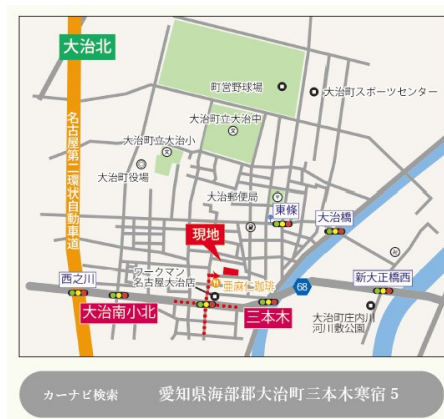 大治北
町営野球場
大治町スポーツセンター
名古屋第二環状自動車道
大治町立大治中
大治町立大治小
大治町役場
大治郵便局
東條
大治橋
現地
西之川
ワークマン
名古屋大治店
亜麻仁珈琲
68
新大正橋西
大治南小北
三本木
大治町庄内川
河川敷公園
カーナビ検索 愛知県海部郡大治町三本木寒宿5